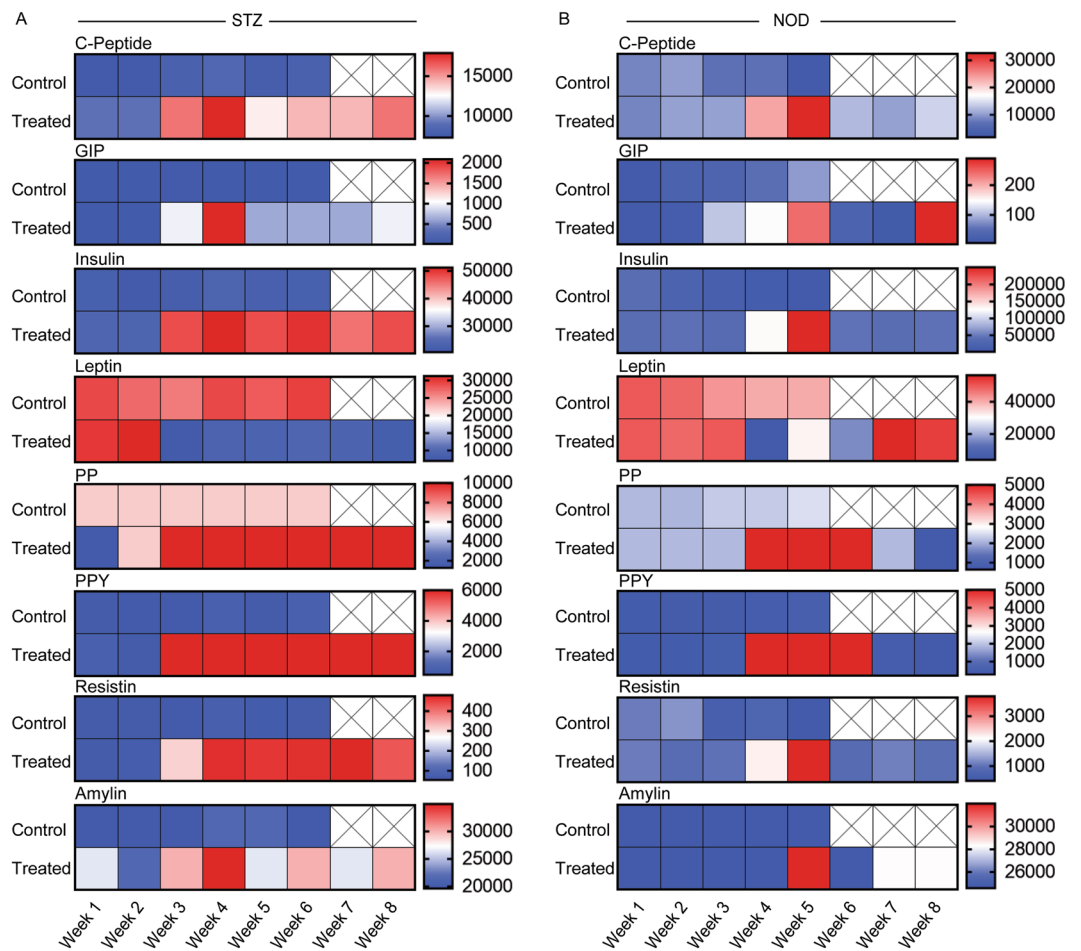 A
STZ
C-Peptide
Control
Treated
15000
10000
GIP
Control
Treated
2000
1500
1000
500
Insulin
Control
Treated
50000
40000
30000
Leptin
Control
Treated
30000
25000
20000
15000
10000
PP
Control
Treated
10000
8000
6000
4000
2000
PPY
Control
Treated
6000
4000
2000
Resistin
Control
Treated
400
300
200
100
Amylin
Control
Treated
30000
25000
20000
Week 1
Week 2
Week 3
Week 4
Week 5
Week 6
Week 7
Week 8
B
NOD
C-Peptide
Control
Treated
30000
20000
10000
GIP
Control
Treated
200
100
Insulin
Control
Treated
200000
150000
100000
50000
Leptin
Control
Treated
40000
20000
PP
Control
Treated
5000
4000
3000
2000
1000
PPY
Control
Treated
5000
4000
3000
2000
1000
Resistin
Control
Treated
3000
2000
1000
Amylin
Control
Treated
30000
28000
26000
Week 1
Week 2
Week 3
Week 4
Week 5
Week 6
Week 7
Week 8